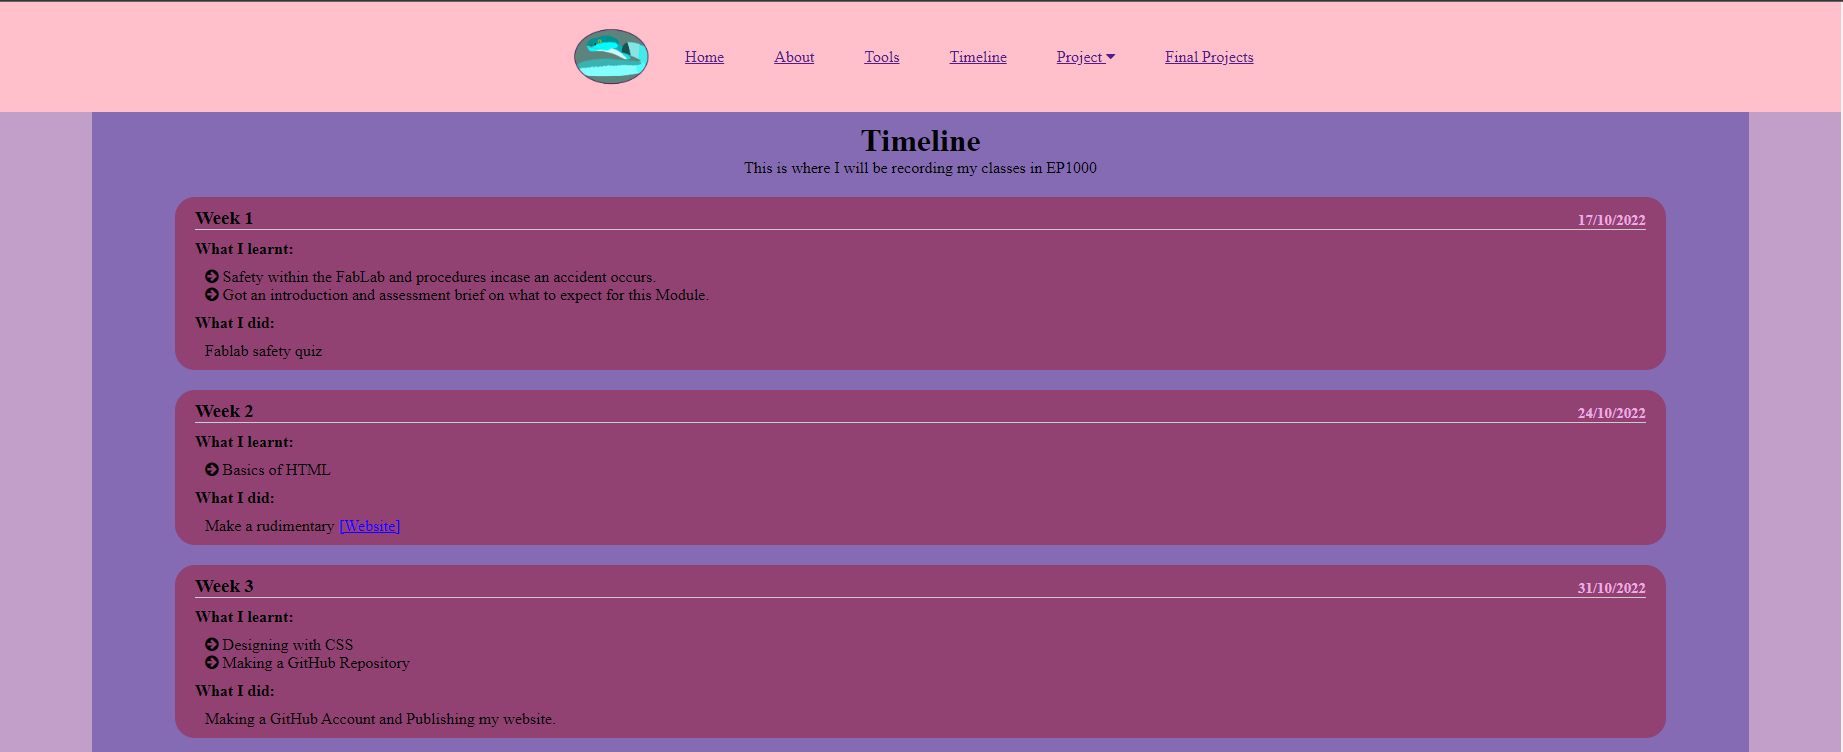 Home About Tools Timeline Project Final Projects
Timeline
This is where I will be recording my classes in EP1000
Week 1 17/10/2022
What I learnt:
Safety within the FabLab and procedures incase an accident occurs.
Got an introduction and assessment brief on what to expect for this Module.
What I did:
Fablab safety quiz
Week 2 24/10/2022
What I learnt:
Basics of HTML
What I did:
Make a rudimentary [Website]
Week 3 31/10/2022
What I learnt:
Designing with CSS
Making a GitHub Repository
What I did:
Making a GitHub Account and Publishing my website.